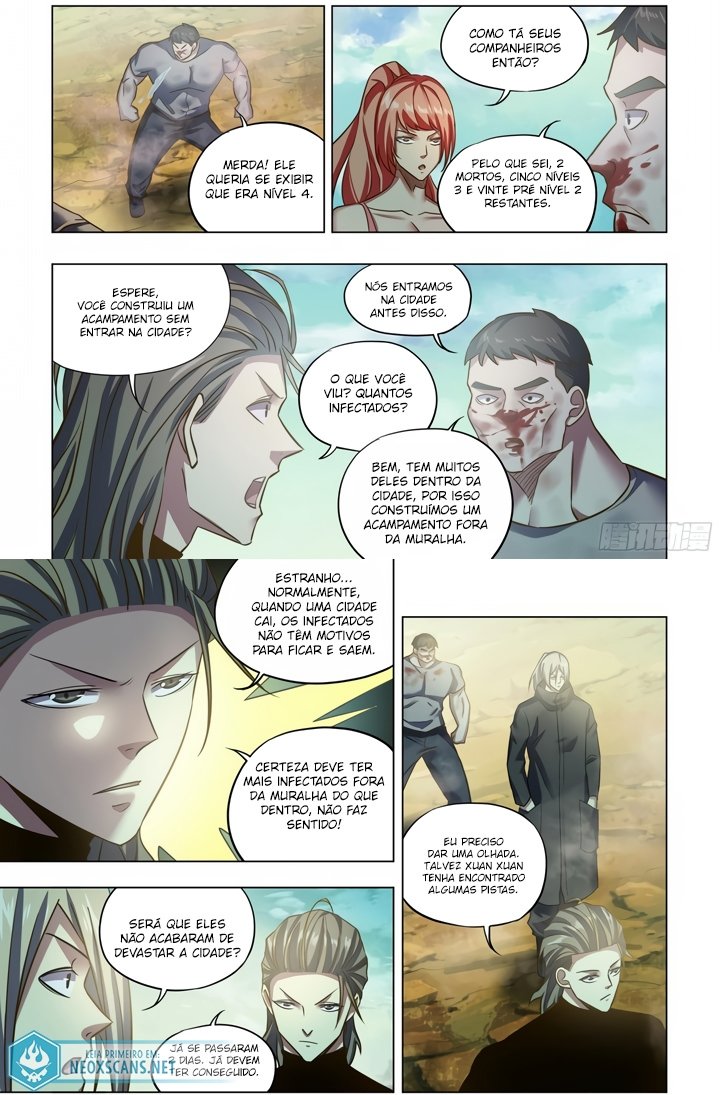 MERDA! ELE
QUERIA SE EXIBIR
QUE ERA NÍVEL 4.
COMO TÁ SEUS
COMPANHEIROS
ENTÃO?
PELO QUE SEI, 2
MORTOS, CINCO NÍVEIS
3 E VINTE PRÉ NÍVEL 2
RESTANTES.
ESPERE,
VOCÊ CONSTRUIU UM
ACAMPAMENTO SEM
ENTRAR NA CIDADE?
NÓS ENTRAMOS
NA CIDADE
ANTES DISSO.
O QUE VOCÊ
VIU? QUANTOS
INFECTADOS?
BEM, TEM MUITOS
DELES DENTRO DA
CIDADE, POR ISSO
CONSTRUÍMOS UM
ACAMPAMENTO FORA
DA MURALHA.
腾讯动漫
ESTRANHO...
NORMALMENTE,
QUANDO UMA CIDADE
CAI, OS INFECTADOS
NÃO TÊM MOTIVOS
PARA FICAR E SAEM.
CERTEZA DEVE TER
MAIS INFECTADOS FORA
DA MURALHA DO QUE
DENTRO, NÃO FAZ
SENTIDO!
EU PRECISO
DAR UMA OLHADA.
TALVEZ XUAN XUAN
TENHA ENCONTRADO
ALGUMAS PISTAS.
SERÁ QUE ELES
NÃO ACABARAM DE
DEVASTAR A CIDADE?
JÁ SE PASSARAM
DIAS. JÁ DEVEM
TER CONSEGUIDO.
LEIA PRIMEIRO EM:
NEOXSCANS.NET